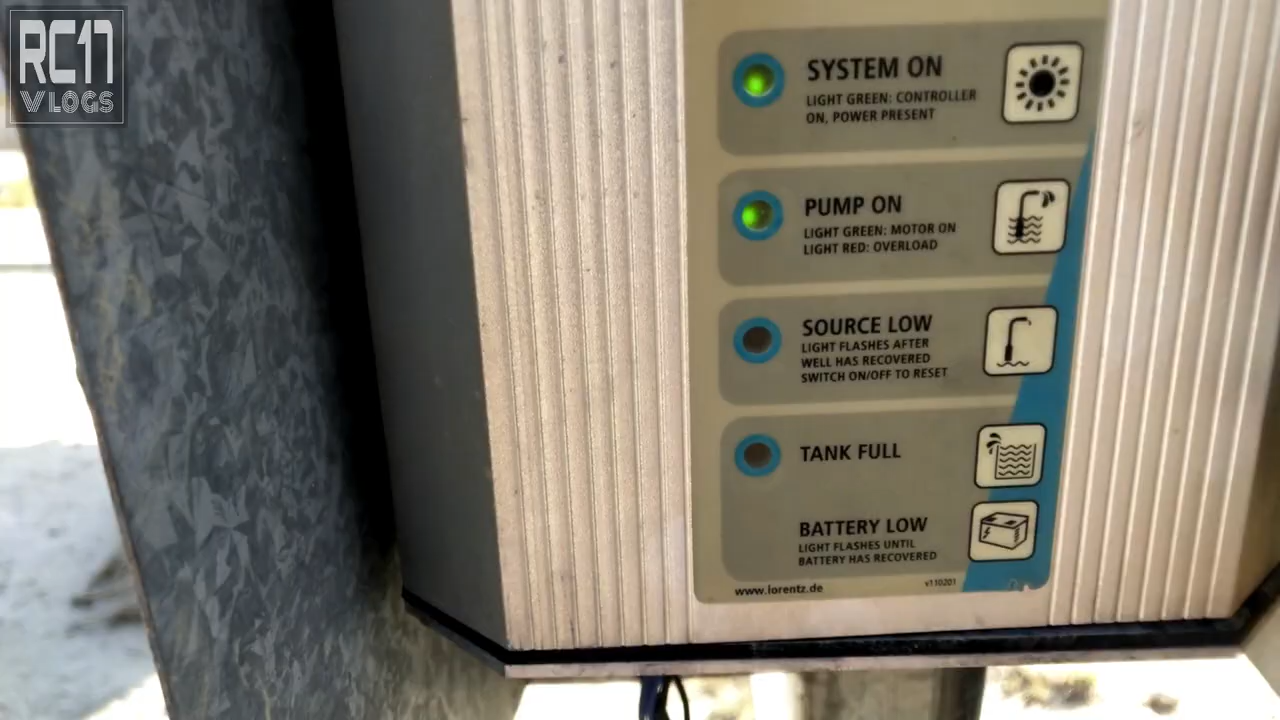 RC17
VLOGS
SYSTEM ON
LIGHT GREEN: CONTROLLER
ON, POWER PRESENT
PUMP ON
LIGHT GREEN: MOTOR ON
LIGHT RED: OVERLOAD
SOURCE LOW
LIGHT FLASHES AFTER
WELL HAS RECOVERED
SWITCH ON/OFF TO RESET
TANK FULL
BATTERY LOW
LIGHT FLASHES UNTIL
BATTERY HAS RECOVERED
www.lorentz.de
v110201